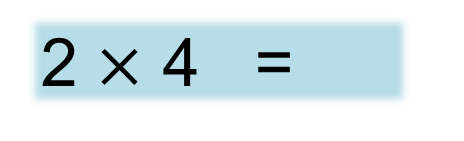 2 × 4 =